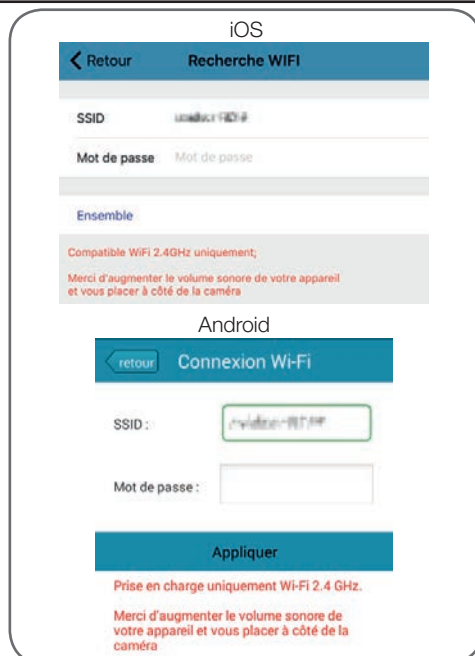 iOS
Retour Recherche WIFI
SSID
Mot de passe Mot de passe
Ensemble
Compatible WiFi 2.4GHz uniquement;
Merci d'augmenter le volume sonore de votre appareil
et vous placer à côté de la caméra
Android
retour Connexion Wi-Fi
SSID :
Mot de passe :
Appliquer
Prise en charge uniquement Wi-Fi 2.4 GHz.
Merci d'augmenter le volume sonore de
votre appareil et vous placer à côté de la
caméra